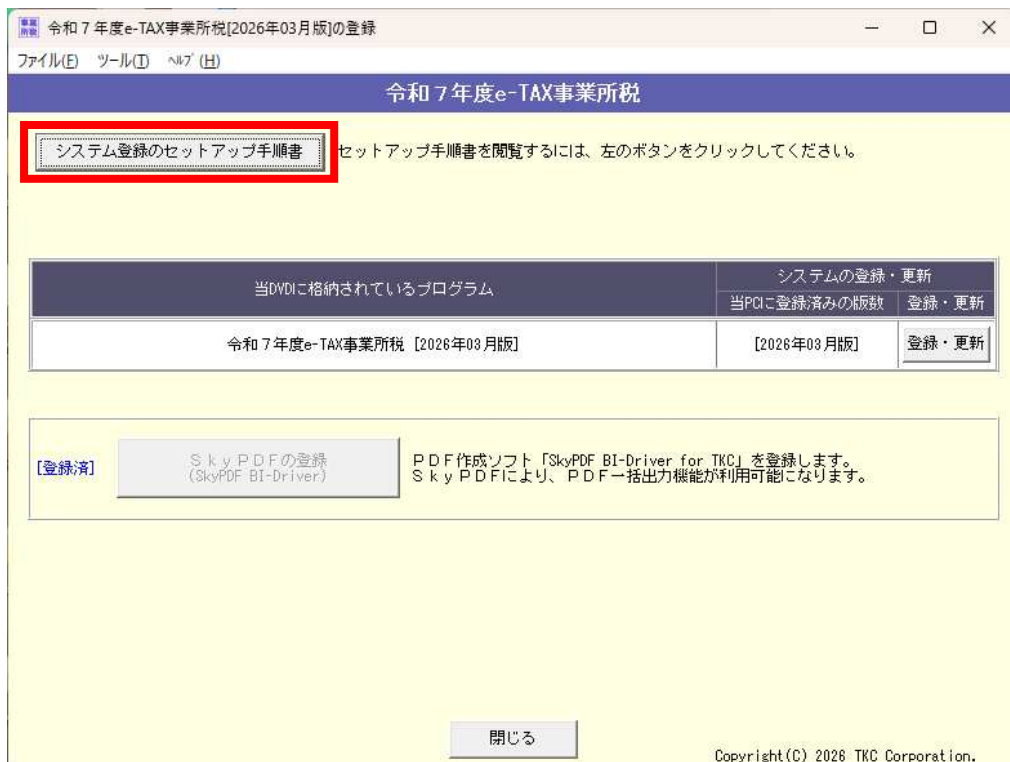 令和７年度e-TAX事業所税[2026年03月版]の登録
ファイル(F) ツール(T) ﾍﾙﾌﾟ(H)
令和７年度e-TAX事業所税
システム登録のセットアップ手順書 セットアップ手順書を閲覧するには、左のボタンをクリックしてください。
当DVDに格納されているプログラム
システムの登録・更新
当PCに登録済みの版数 登録・更新
令和７年度e-TAX事業所税 [2026年03月版] [2026年03月版] 登録・更新
[登録済]
ＳｋｙＰＤＦの登録
(SkyPDF BI-Driver)
ＰＤＦ作成ソフト「SkyPDF BI-Driver for TKC」を登録します。
ＳｋｙＰＤＦにより、ＰＤＦ一括出力機能が利用可能になります。
閉じる
Copyright(C) 2026 TKC Corporation.